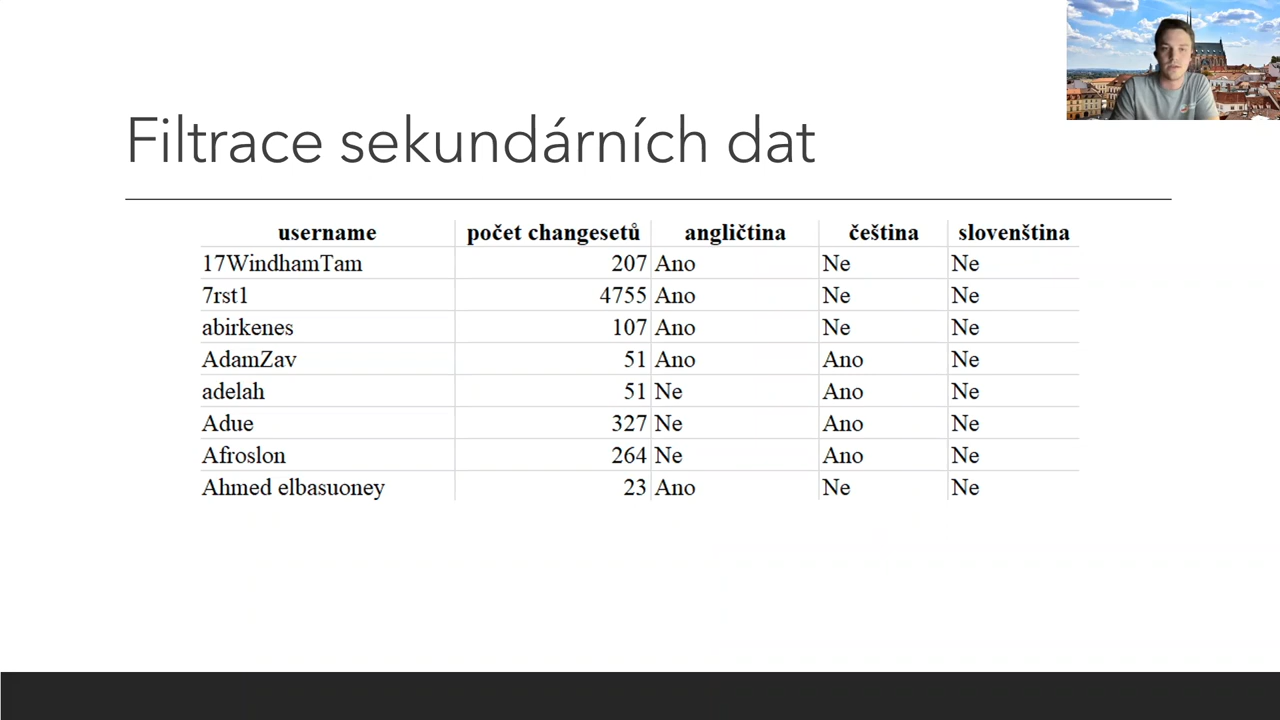 Filtrace sekundárních dat
username počet changesetů angličtina čeština slovenština
17WindhamTam 207 Ano Ne Ne
7rst1 4755 Ano Ne Ne
abirkenes 107 Ano Ne Ne
AdamZav 51 Ano Ano Ne
adelah 51 Ne Ano Ne
Adue 327 Ne Ano Ne
Afroslon 264 Ne Ano Ne
Ahmed elbasuoney 23 Ano Ne Ne